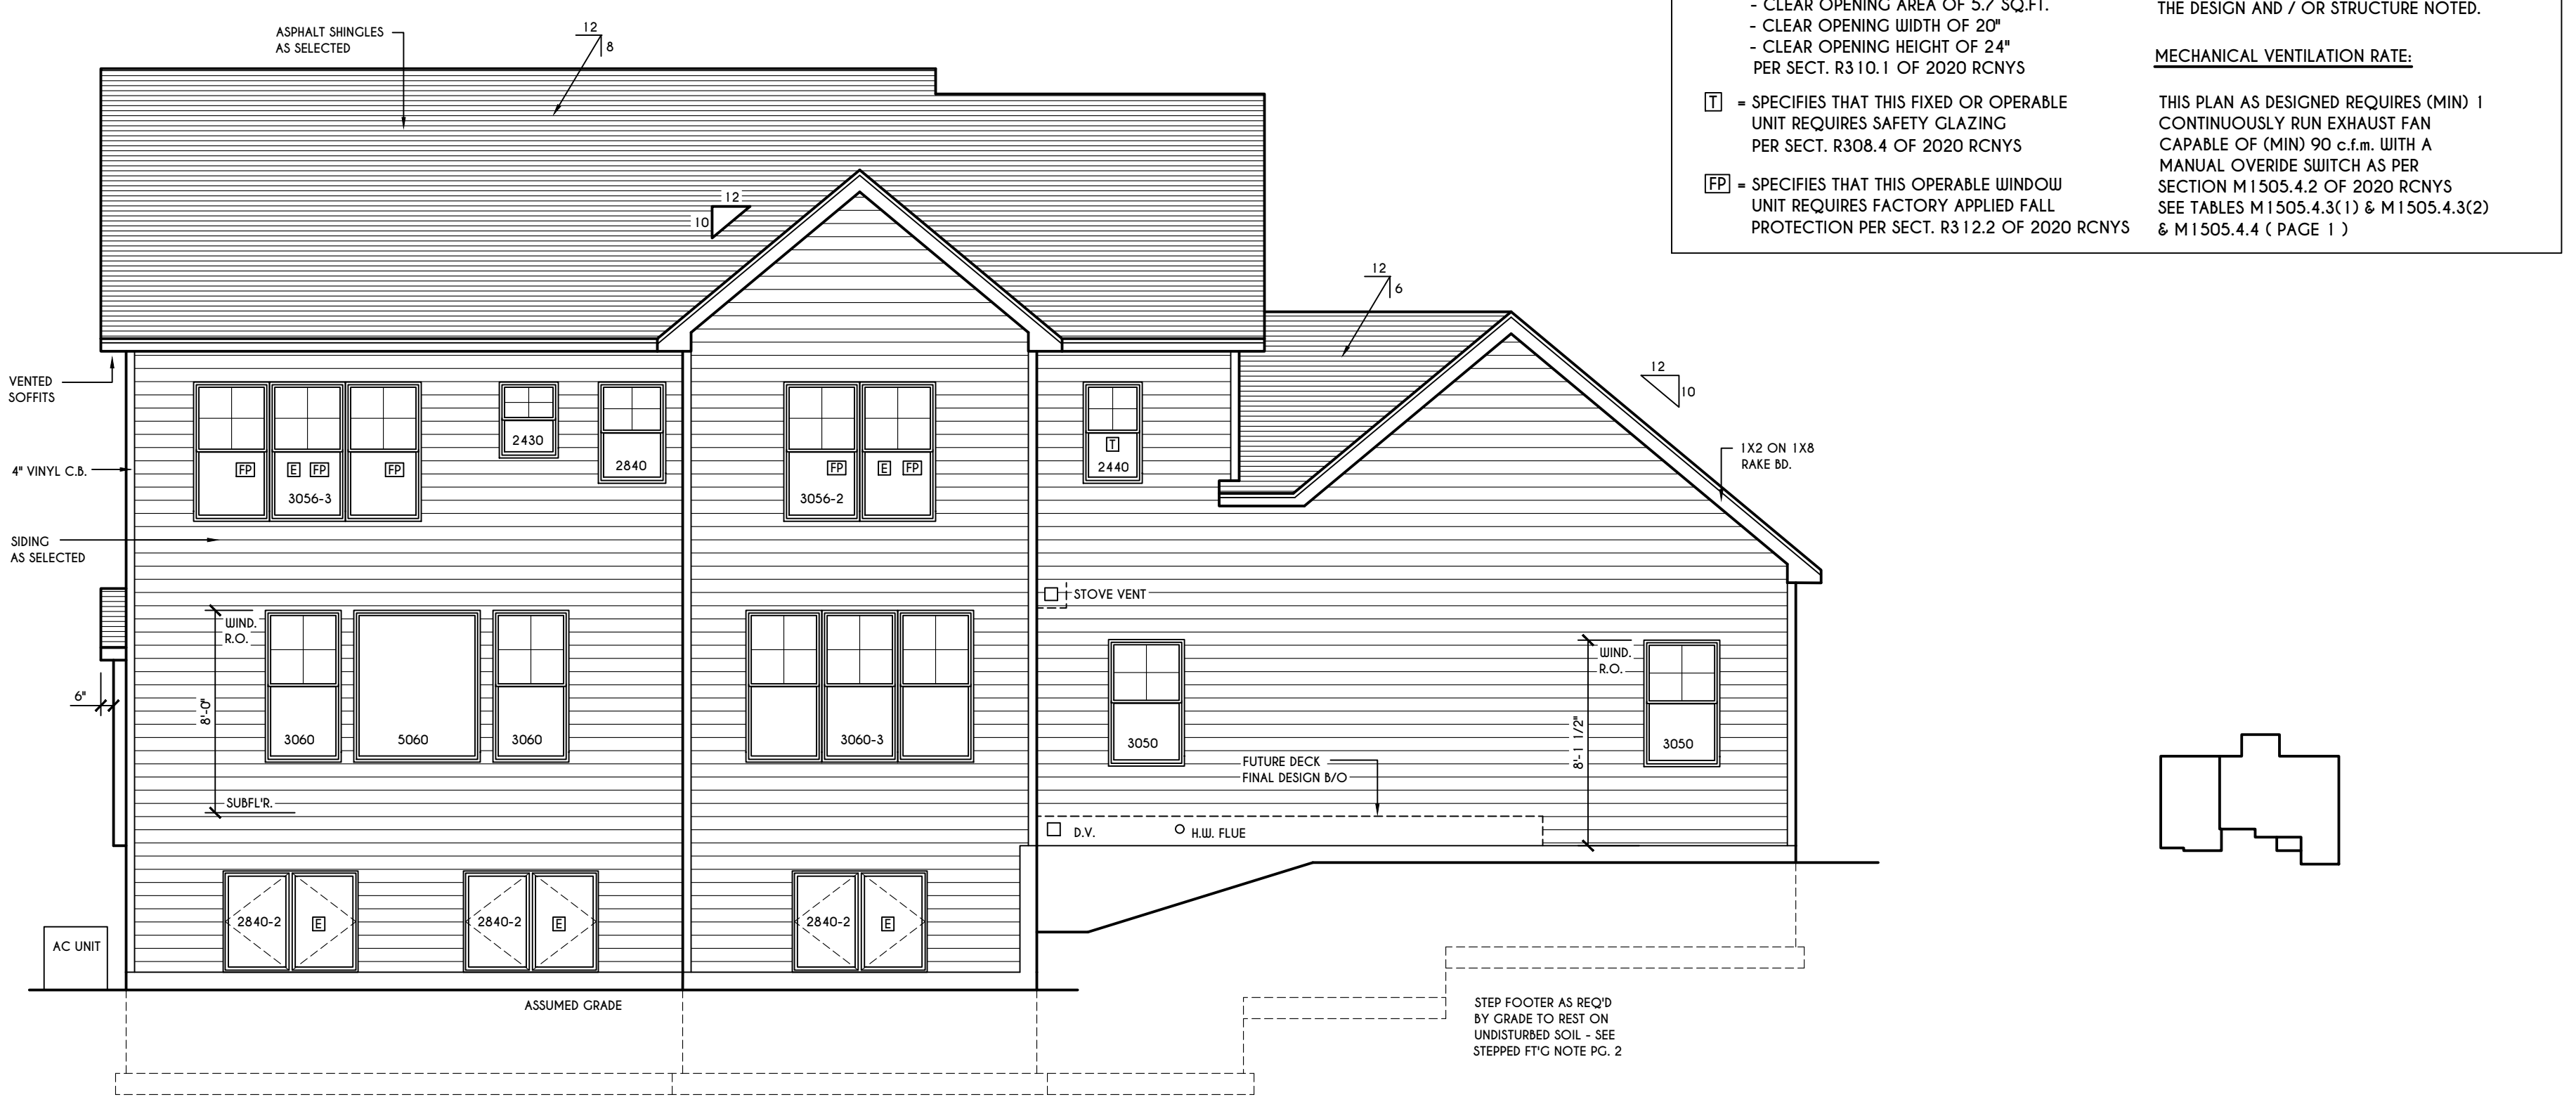 - CLEAR OPENING AREA OF 5.7 SQ.FT.
- CLEAR OPENING WIDTH OF 20"
- CLEAR OPENING HEIGHT OF 24"
PER SECT. R310.1 OF 2020 RCNYS
T = SPECIFIES THAT THIS FIXED OR OPERABLE
UNIT REQUIRES SAFETY GLAZING
PER SECT. R308.4 OF 2020 RCNYS
FP = SPECIFIES THAT THIS OPERABLE WINDOW
UNIT REQUIRES FACTORY APPLIED FALL
PROTECTION PER SECT. R312.2 OF 2020 RCNYS
THE DESIGN AND / OR STRUCTURE NOTED.
MECHANICAL VENTILATION RATE:
THIS PLAN AS DESIGNED REQUIRES (MIN) 1
CONTINUOUSLY RUN EXHAUST FAN
CAPABLE OF (MIN) 90 c.f.m. WITH A
MANUAL OVERIDE SWITCH AS PER
SECTION M1505.4.2 OF 2020 RCNYS
SEE TABLES M1505.4.3(1) & M1505.4.3(2)
& M1505.4.4 ( PAGE 1 )
ASPHALT SHINGLES
AS SELECTED
12
8
12
10
12
6
12
10
VENTED
SOFFITS
4" VINYL C.B.
SIDING
AS SELECTED
1X2 ON 1X8
RAKE BD.
FP E FP FP
3056-3
2430
2840
FP E FP
3056-2
T
2440
STOVE VENT
WIND.
R.O.
8'-0"
SUBFL'R.
6"
3060
5060
3060
3060-3
3050
WIND.
R.O.
8'-1 1/2"
3050
FUTURE DECK
FINAL DESIGN B/O
D.V.
H.W. FLUE
2840-2 E
2840-2 E
2840-2 E
AC UNIT
ASSUMED GRADE
STEP FOOTER AS REQ'D
BY GRADE TO REST ON
UNDISTURBED SOIL - SEE
STEPPED FT'G NOTE PG. 2